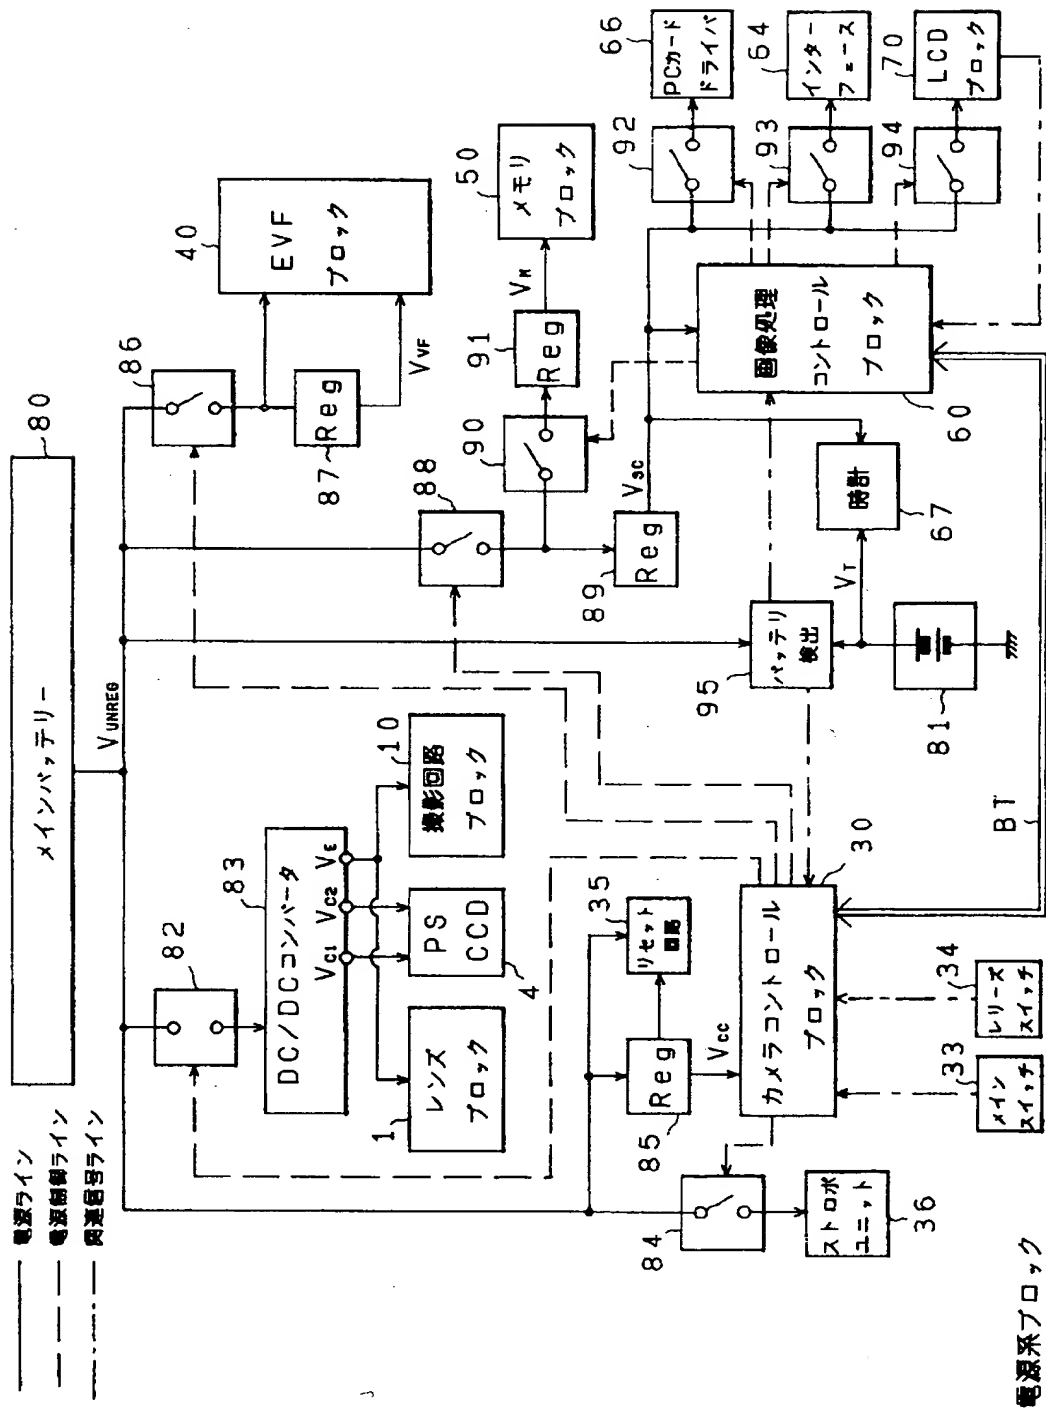 電源ライン
電源制御ライン
関連信号ライン
メインバッテリー
80
VUNREG
82
DC/DCコンバータ
83
VC1
VC2
VE
レンズ
ブロック
1
PS
CCD
4
撮影回路
ブロック
10
86
Reg
87
VVF
EVF
ブロック
40
88
Reg
89
90
Reg
91
VM
メモリ
ブロック
50
VSC
84
ストロボ
ユニット
36
Reg
85
VCC
リセット
回路
35
カメラコントロール
ブロック
30
メイン
スイッチ
33
レリーズ
スイッチ
34
BT
バッテリ
検出
95
81
VT
時計
67
画像処理
コントロール
ブロック
60
92
PCカード
ドライバ
66
93
インター
フェース
64
94
LCD
ブロック
70
電源系ブロック